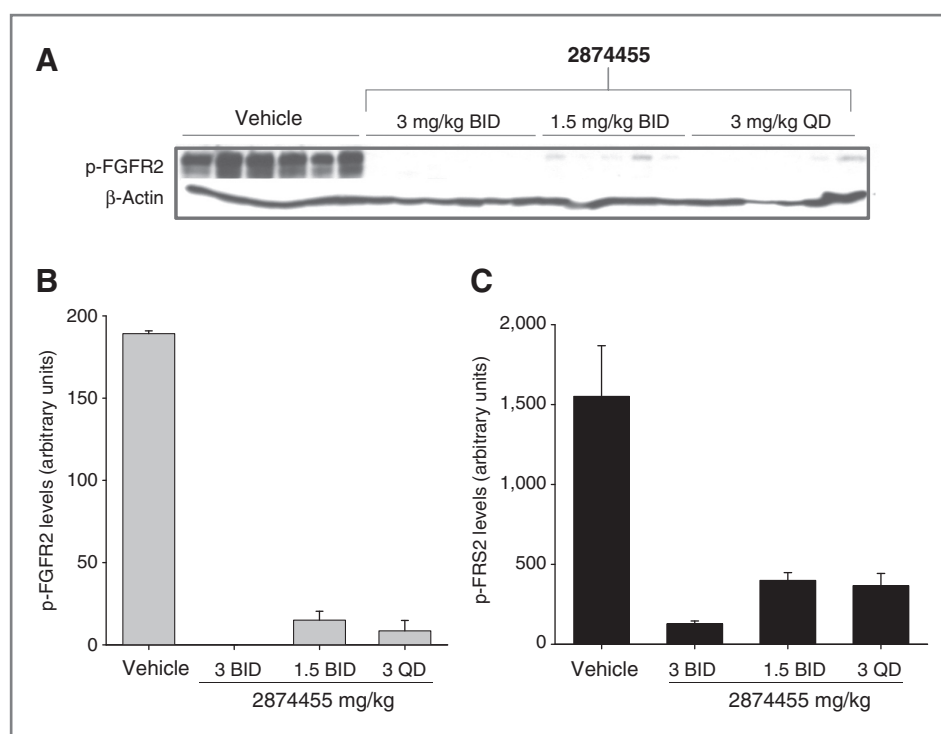 A
2874455
Vehicle
3 mg/kg BID
1.5 mg/kg BID
3 mg/kg QD
p-FGFR2
β-Actin
B
p-FGFR2 levels (arbitrary units)
200
150
100
50
0
Vehicle
3 BID
1.5 BID
3 QD
2874455 mg/kg
C
p-FRS2 levels (arbitrary units)
2,000
1,500
1,000
500
0
Vehicle
3 BID
1.5 BID
3 QD
2874455 mg/kg